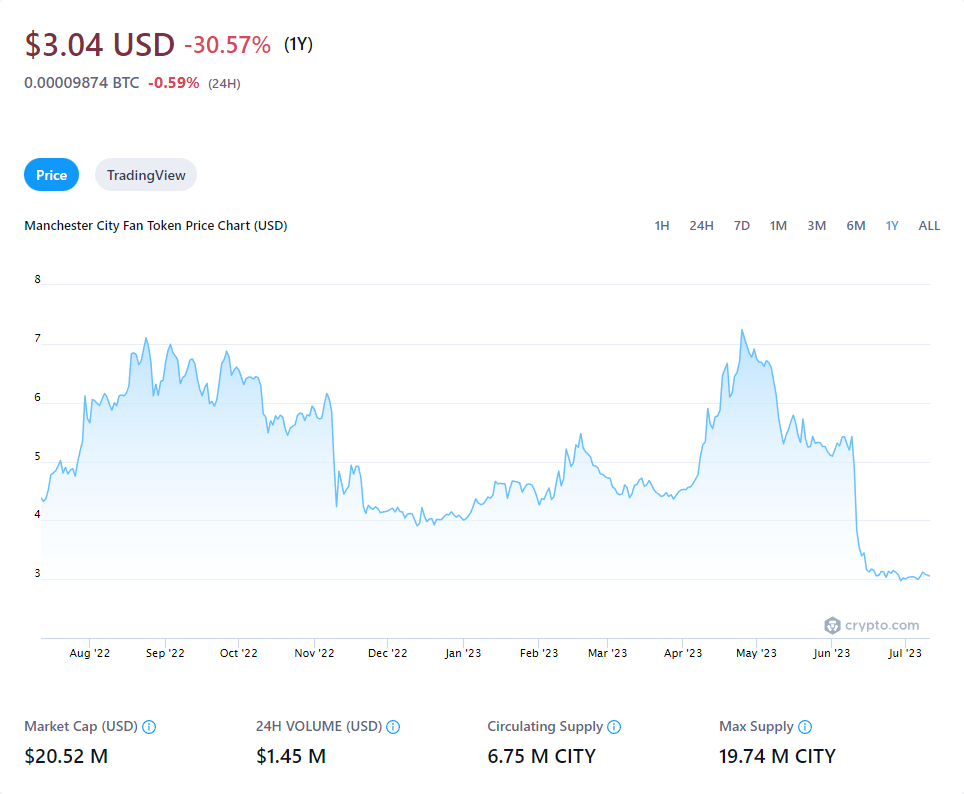 $3.04 USD -30.57% (1Y)
0.00009874 BTC -0.59% (24H)
Price TradingView
Manchester City Fan Token Price Chart (USD) 1H 24H 7D 1M 3M 6M 1Y ALL
8
7
6
5
4
3
crypto.com
Aug '22 Sep '22 Oct '22 Nov '22 Dec '22 Jan '23 Feb '23 Mar '23 Apr '23 May '23 Jun '23 Jul '23
Market Cap (USD) 24H VOLUME (USD) Circulating Supply Max Supply
$20.52 M $1.45 M 6.75 M CITY 19.74 M CITY